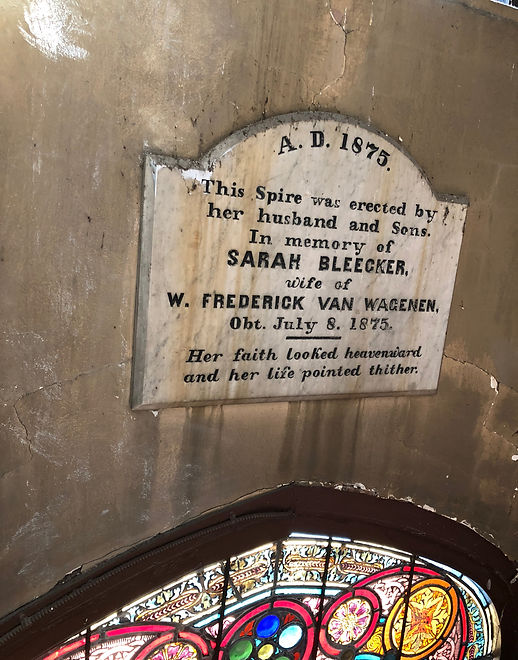 A. D. 1875.
This Spire was erected by
her husband and Sons.
In memory of
SARAH BLEECKER,
wife of
W. FREDERICK VAN WAGENEN,
Obt. July 8. 1875.
Her faith looked heavenward
and her life pointed thither.